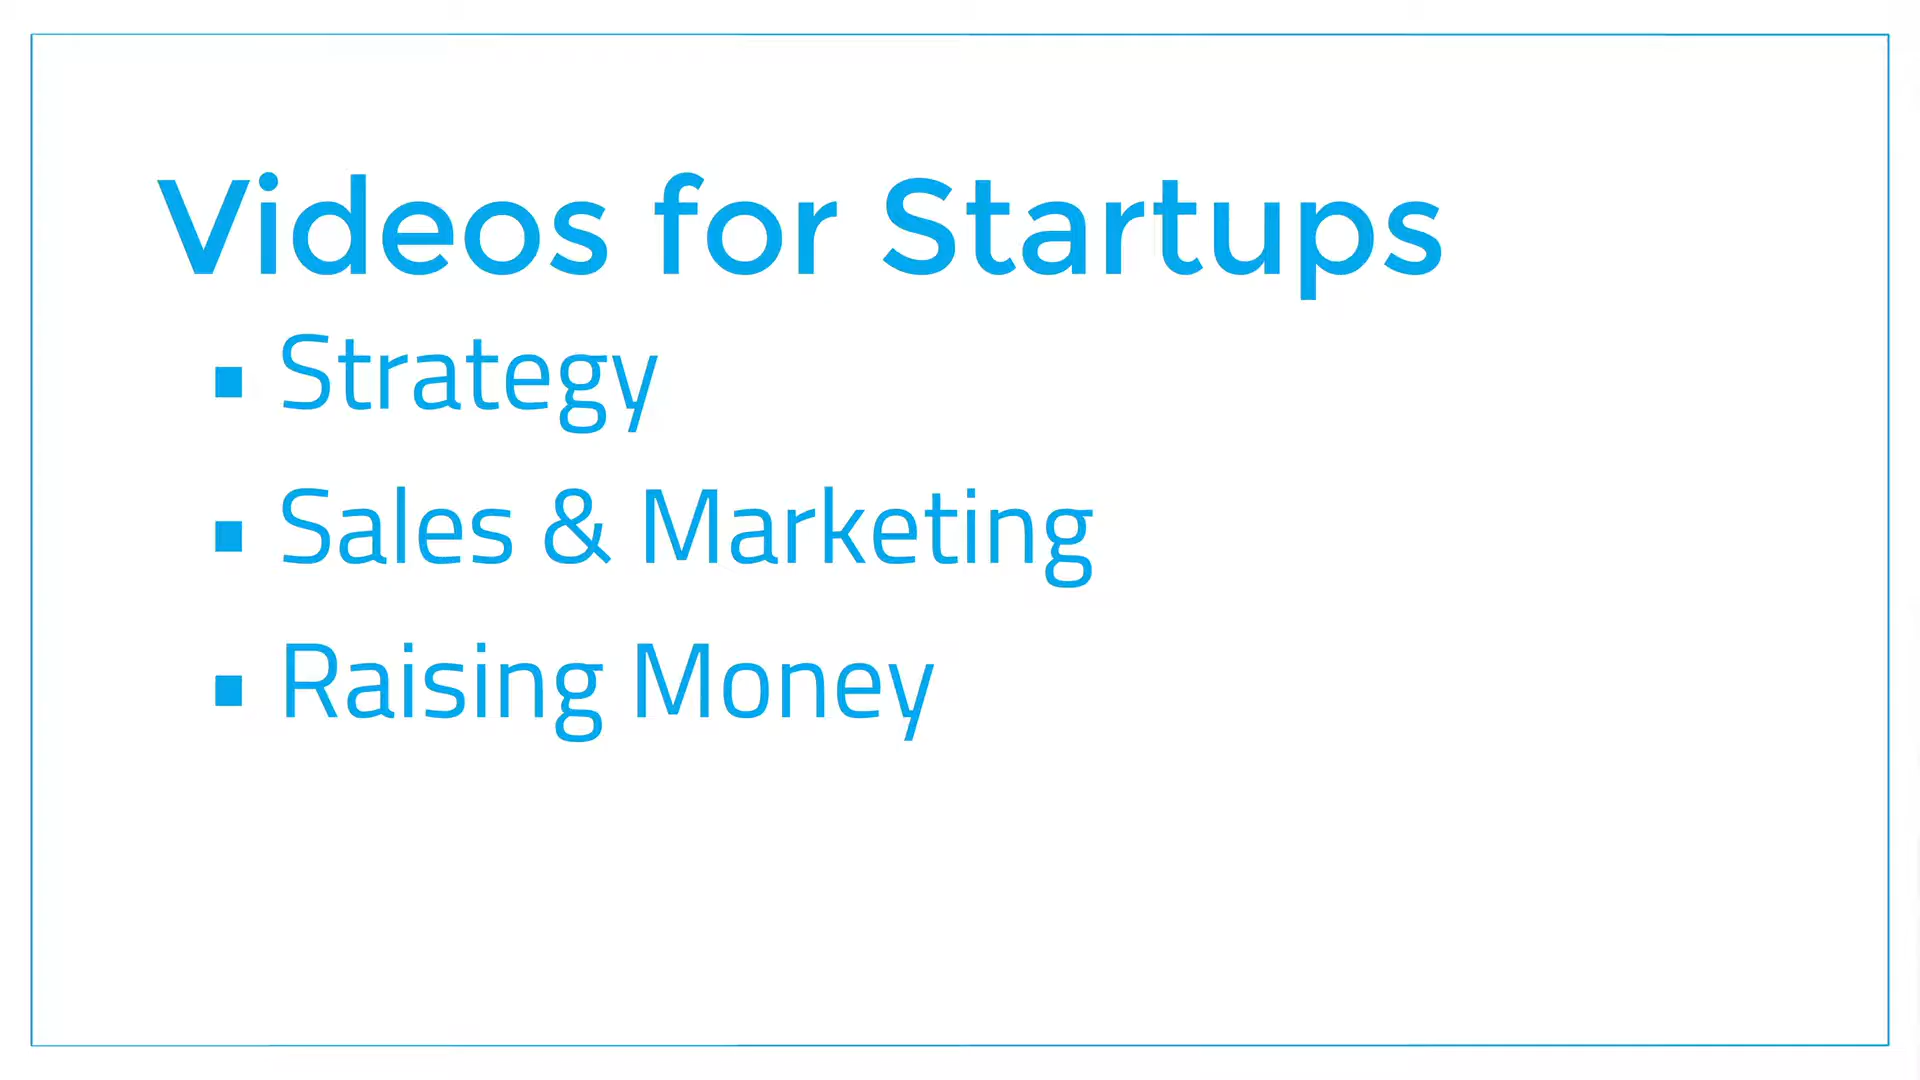 Videos for Startups
▪ Strategy
▪ Sales & Marketing
▪ Raising Money